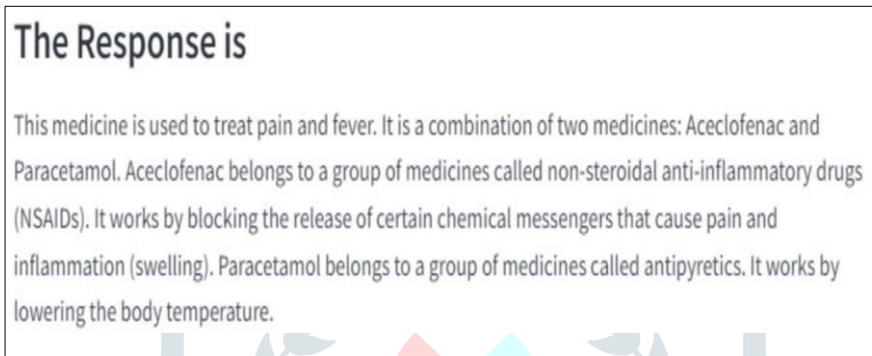 The Response is
This medicine is used to treat pain and fever. It is a combination of two medicines: Aceclofenac and
Paracetamol. Aceclofenac belongs to a group of medicines called non-steroidal anti-inflammatory drugs
(NSAIDs). It works by blocking the release of certain chemical messengers that cause pain and
inflammation (swelling). Paracetamol belongs to a group of medicines called antipyretics. It works by
lowering the body temperature.